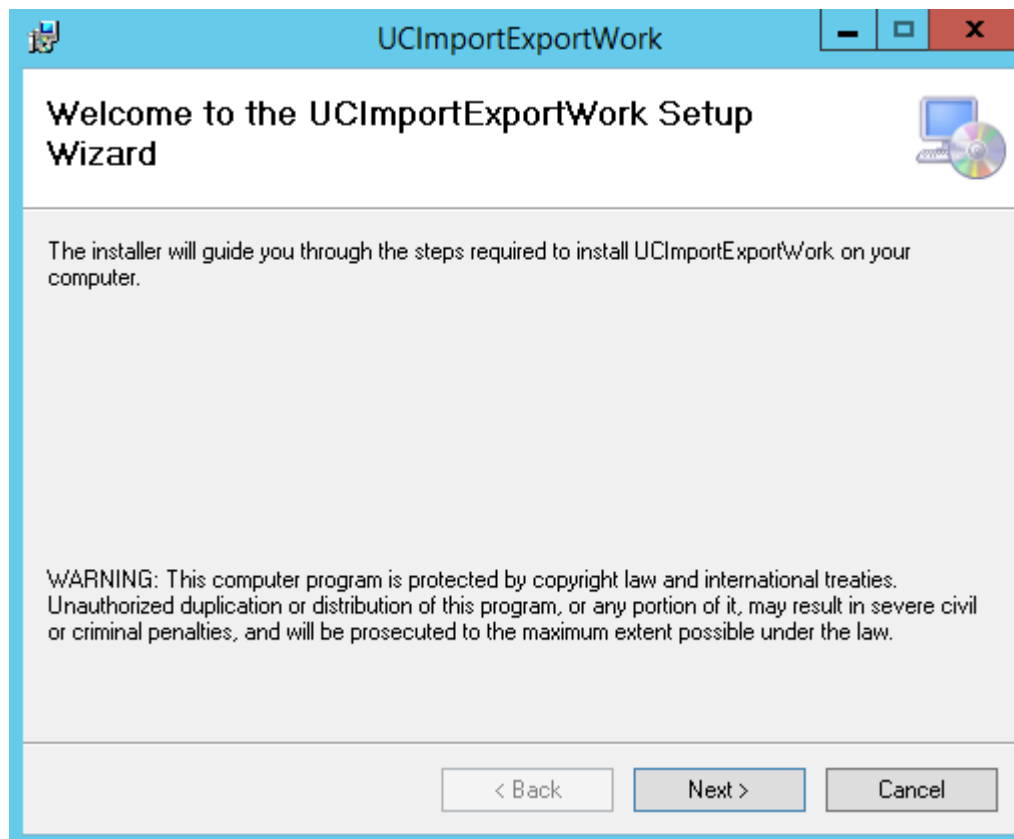 UCImportExportWork
Welcome to the UCImportExportWork Setup
Wizard
The installer will guide you through the steps required to install UCImportExportWork on your
computer.
WARNING: This computer program is protected by copyright law and international treaties.
Unauthorized duplication or distribution of this program, or any portion of it, may result in severe civil
or criminal penalties, and will be prosecuted to the maximum extent possible under the law.
< Back Next > Cancel